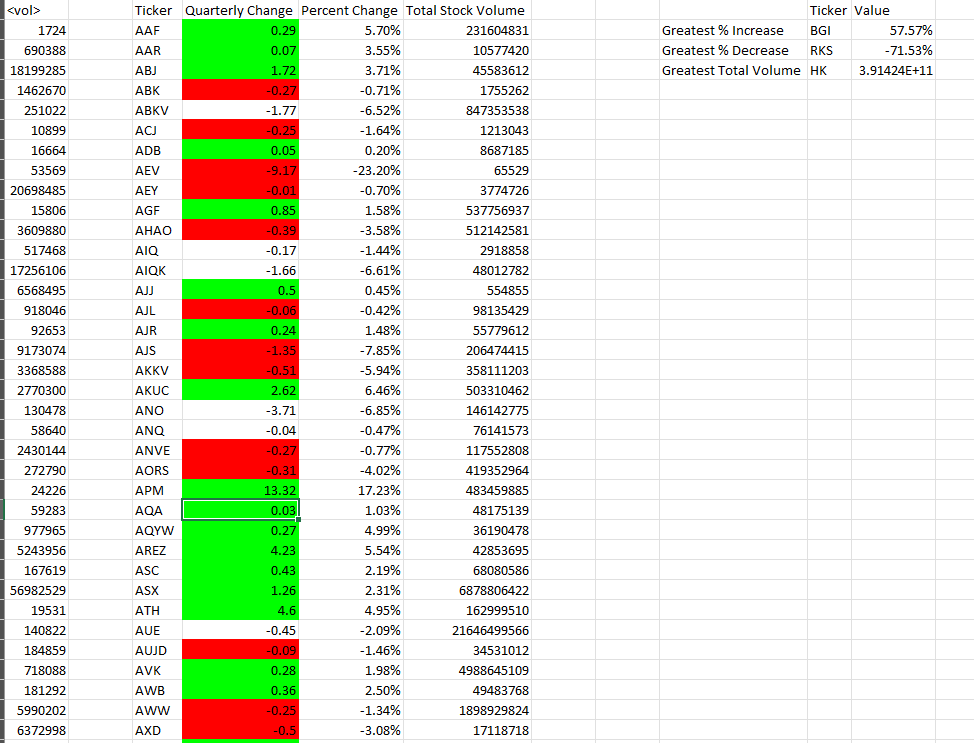 <vol> Ticker Quarterly Change Percent Change Total Stock Volume Ticker Value
1724 AAF 0.29 5.70% 231604831 Greatest % Increase BGI 57.57%
690388 AAR 0.07 3.55% 10577420 Greatest % Decrease RKS -71.53%
18199285 ABJ 1.72 3.71% 45583612 Greatest Total Volume HK 3.91424E+11
1462670 ABK -0.27 -0.71% 1755262
251022 ABKV -1.77 -6.52% 847353538
10899 ACJ -0.25 -1.64% 1213043
16664 ADB 0.05 0.20% 8687185
53569 AEV -9.17 -23.20% 65529
20698485 AEY -0.01 -0.70% 3774726
15806 AGF 0.85 1.58% 537756937
3609880 AHAO -0.39 -3.58% 512142581
517468 AIQ -0.17 -1.44% 2918858
17256106 AIQK -1.66 -6.61% 48012782
6568495 AJJ 0.5 0.45% 554855
918046 AJL -0.06 -0.42% 98135429
92653 AJR 0.24 1.48% 55779612
9173074 AJS -1.35 -7.85% 206474415
3368588 AKKV -0.51 -5.94% 358111203
2770300 AKUC 2.62 6.46% 503310462
130478 ANO -3.71 -6.85% 146142775
58640 ANQ -0.04 -0.47% 76141573
2430144 ANVE -0.27 -0.77% 117552808
272790 AORS -0.31 -4.02% 419352964
24226 APM 13.32 17.23% 483459885
59283 AQA 0.03 1.03% 48175139
977965 AQYW 0.27 4.99% 36190478
5243956 AREZ 4.23 5.54% 42853695
167619 ASC 0.43 2.19% 68080586
56982529 ASX 1.26 2.31% 6878806422
19531 ATH 4.6 4.95% 162999510
140822 AUE -0.45 -2.09% 21646499566
184859 AUJD -0.09 -1.46% 34531012
718088 AVK 0.28 1.98% 4988645109
181292 AWB 0.36 2.50% 49483768
5990202 AWW -0.25 -1.34% 1898929824
6372998 AXD -0.5 -3.08% 17118718